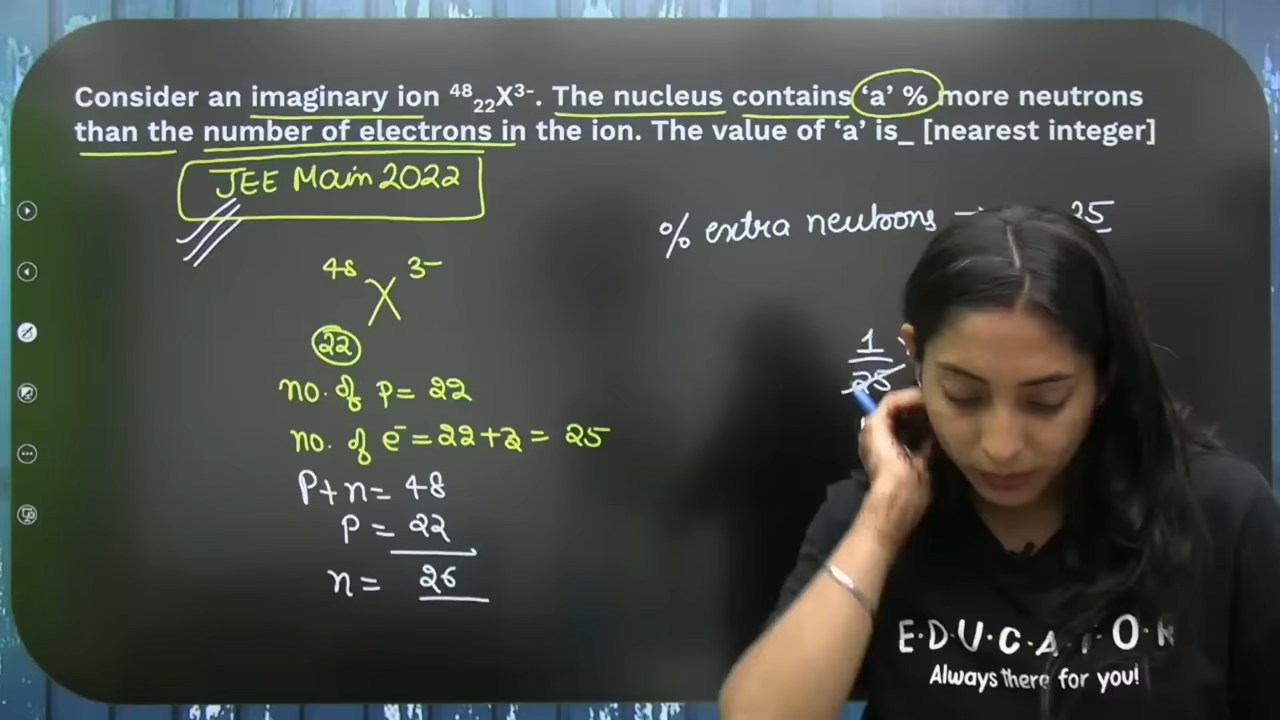 Consider an imaginary ion ⁴⁸₂₂X³⁻. The nucleus contains ‘a’ % more neutrons
than the number of electrons in the ion. The value of ‘a’ is_ [nearest integer]
JEE Main 2022
% extra neutrons → 25
48 X 3−
22
1
25
no. of p = 22
no. of e⁻ = 22+3 = 25
P+n = 48
P = 22
n = 26
E·D·U·C·A·T·I·O·N
Always there for you!